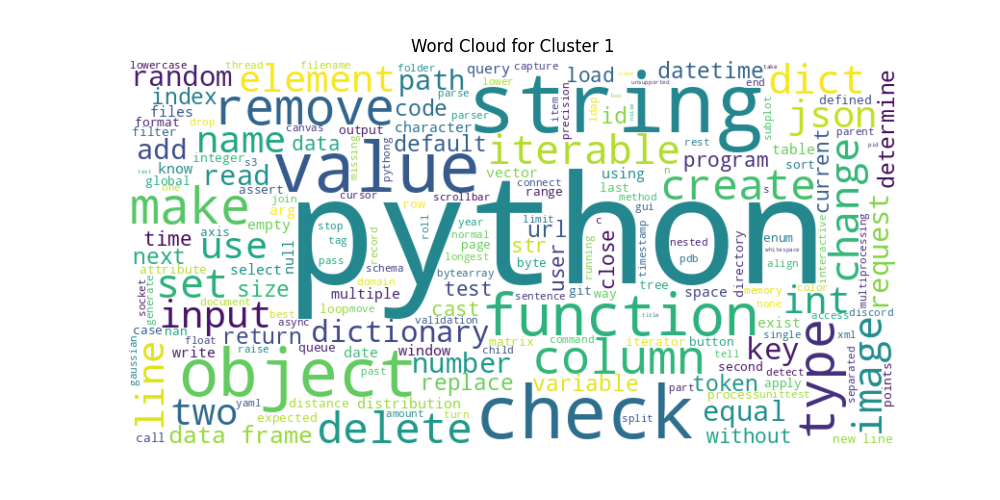 Word Cloud for Cluster 1
lowercase
thread
filename
folder
query
capture
load
datetime
end
dict
random
element
path
lower
item
precision
ldap
unsupported
take
index
files
format
drop
remove
code
parse
parser
string
id
subplot
json
defined
parent
determine
filter
canvas
output
character
add
name
data
default
iterable
rest
program
table
sort
current
pid
know
integer
s3
missing
pythong
value
vector
using
n
test
global
one
read
assert
cursor
scrollbar
connect
range
last
method
create
s
change
make
join
arg
row
python
limit
c
gui
empty
stop
roll
year
url
time
axis
tag
record
normal
str
user
running
close
timestamp
nested
directory
enum
whitespace
interactive
multiprocessing
request
next
use
null
pass
page
longest
byte
pdb
align
attribute
select
schema
bytearray
test
tree
space
memory
color
set
size
domain
multiple
sentence
git
way
none
int
access
discord
socket
generate
document
best
loop
move
validation
cast
function
title
exist
single
xml
input
async
dictionary
matrix
iterator
command
button
tell
key
type
image
case
nan
float
return
queue
date
window
child
number
column
second
detect
separated
points
gaussian
write
raise
past
object
replace
variable
part
token
apply
process
unittest
line
two
yaml
distance
distribution
expected
amount
turn
delete
check
split
equal
without
call
data frame
new line